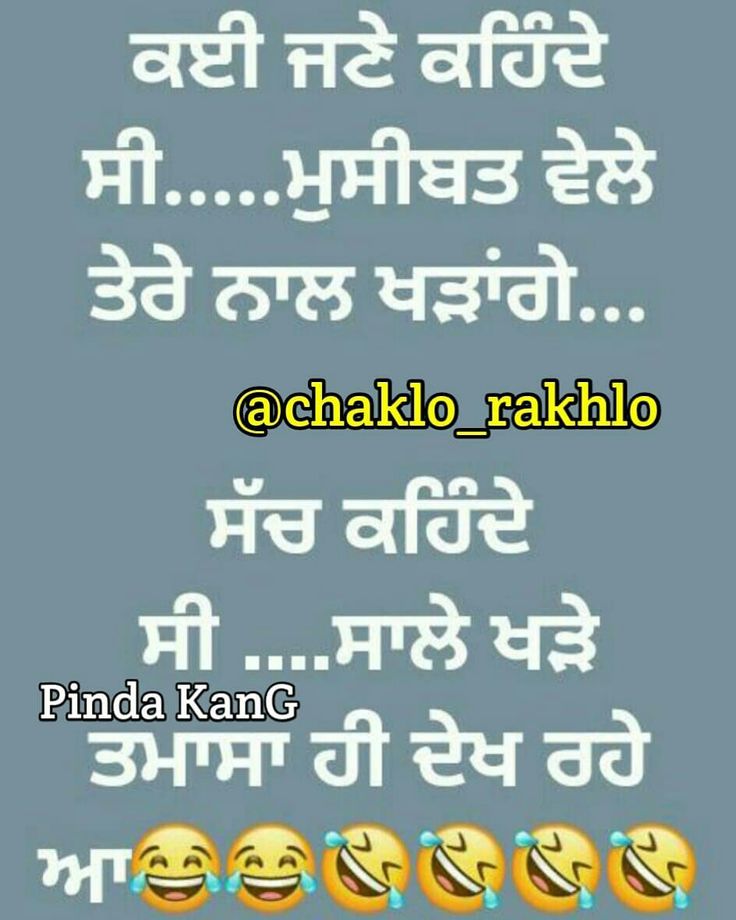 ਕਈ ਜਣੇ ਕਹਿੰਦੇ
ਸੀ.....ਮੁਸੀਬਤ ਵੇਲੇ
ਤੇਰੇ ਨਾਲ ਖੜਾਂਗੇ...
@chaklo_rakhlo
ਸੱਚ ਕਹਿੰਦੇ
ਸੀ ....ਸਾਲੇ ਖੜੇ
Pinda KanG
ਤਮਾਸਾ ਹੀ ਦੇਖ ਰਹੇ
ਆ😂😂🤣🤣🤣🤣